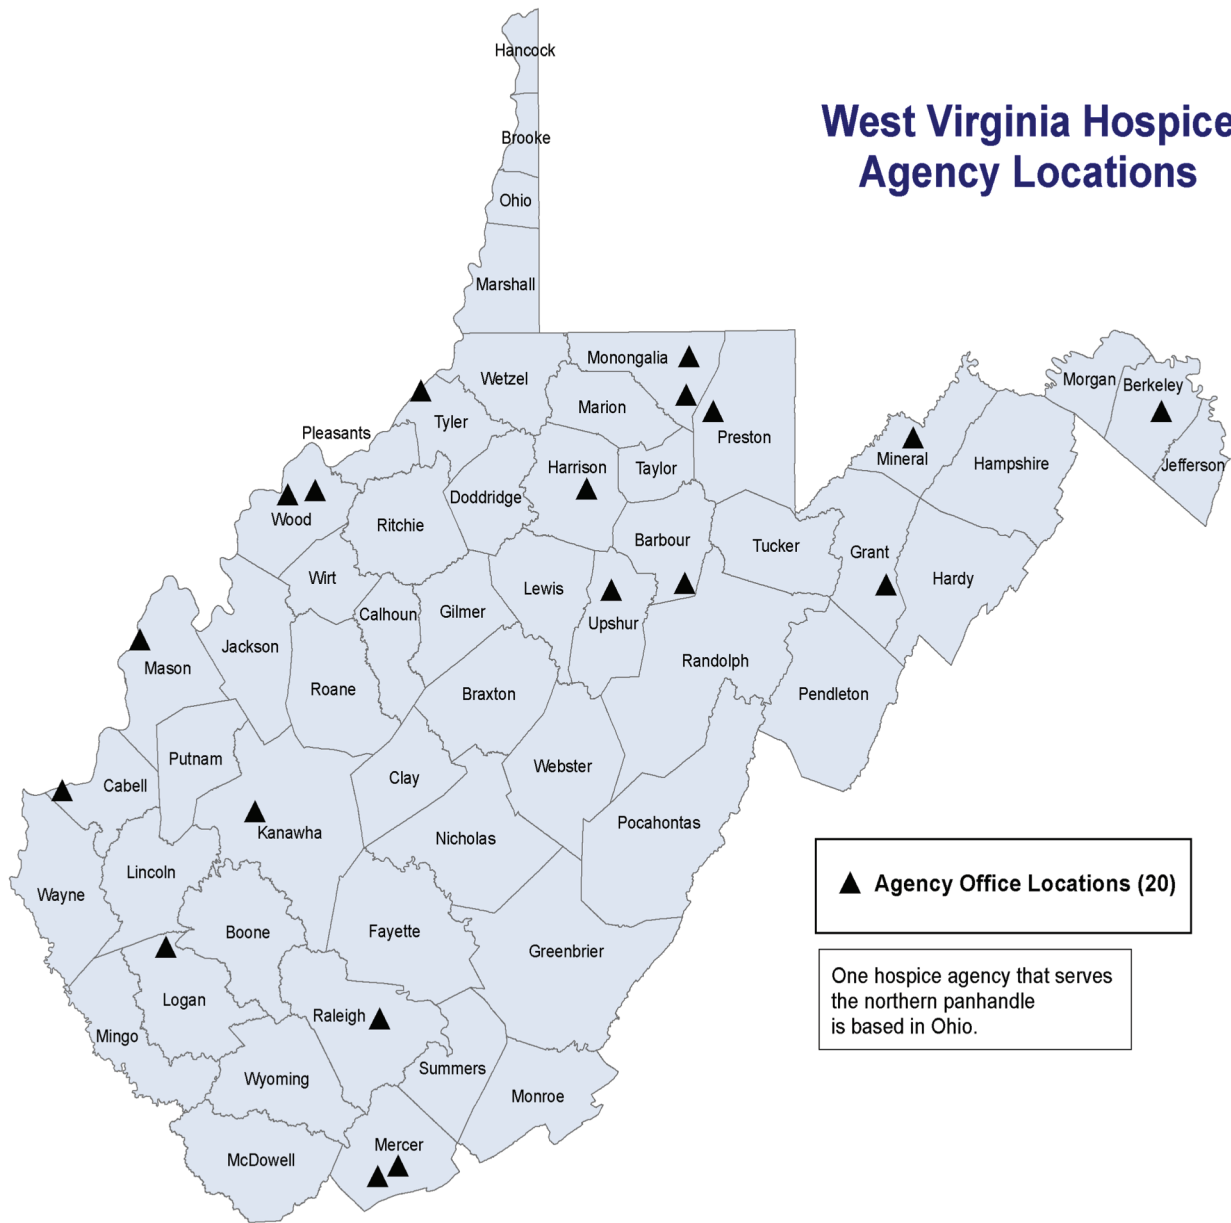 Hancock
West Virginia Hospice
Agency Locations
Brooke
Ohio
Marshall
Monongalia
Wetzel
Morgan
Berkeley
Marion
Tyler
Pleasants
Preston
Mineral
Hampshire
Jefferson
Harrison
Taylor
Doddridge
Wood
Ritchie
Barbour
Tucker
Grant
Hardy
Wirt
Lewis
Calhoun
Gilmer
Upshur
Jackson
Mason
Roane
Braxton
Randolph
Pendleton
Putnam
Cabell
Clay
Webster
Kanawha
Nicholas
Pocahontas
Lincoln
Wayne
Agency Office Locations (20)
Boone
Fayette
Greenbrier
One hospice agency that serves
the northern panhandle
is based in Ohio.
Logan
Raleigh
Mingo
Wyoming
Summers
Monroe
Mercer
McDowell